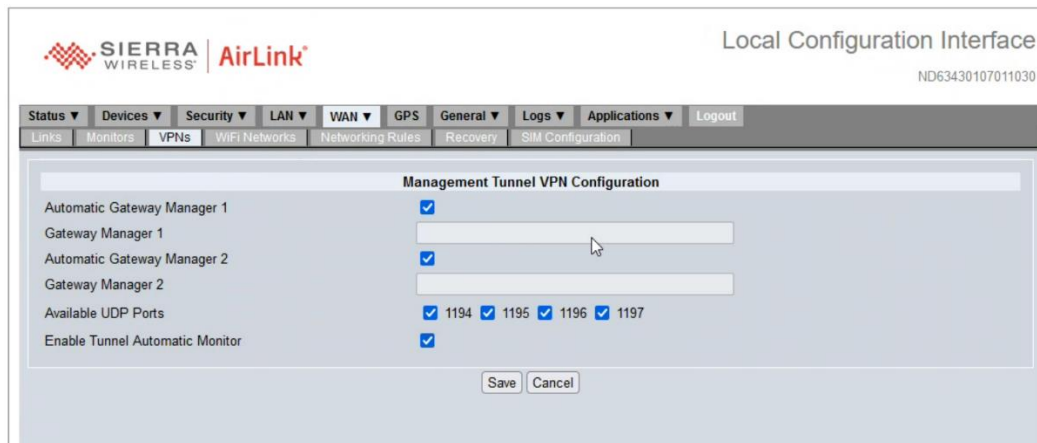 SIERRA WIRELESS AirLink®
Local Configuration Interface
ND63430107011030
Status ▼ Devices ▼ Security ▼ LAN ▼ WAN ▼ GPS General ▼ Logs ▼ Applications ▼ Logout
Links Monitors VPNs WiFi Networks Networking Rules Recovery SIM Configuration
Management Tunnel VPN Configuration
Automatic Gateway Manager 1
Gateway Manager 1
Automatic Gateway Manager 2
Gateway Manager 2
Available UDP Ports 1194 1195 1196 1197
Enable Tunnel Automatic Monitor
Save Cancel